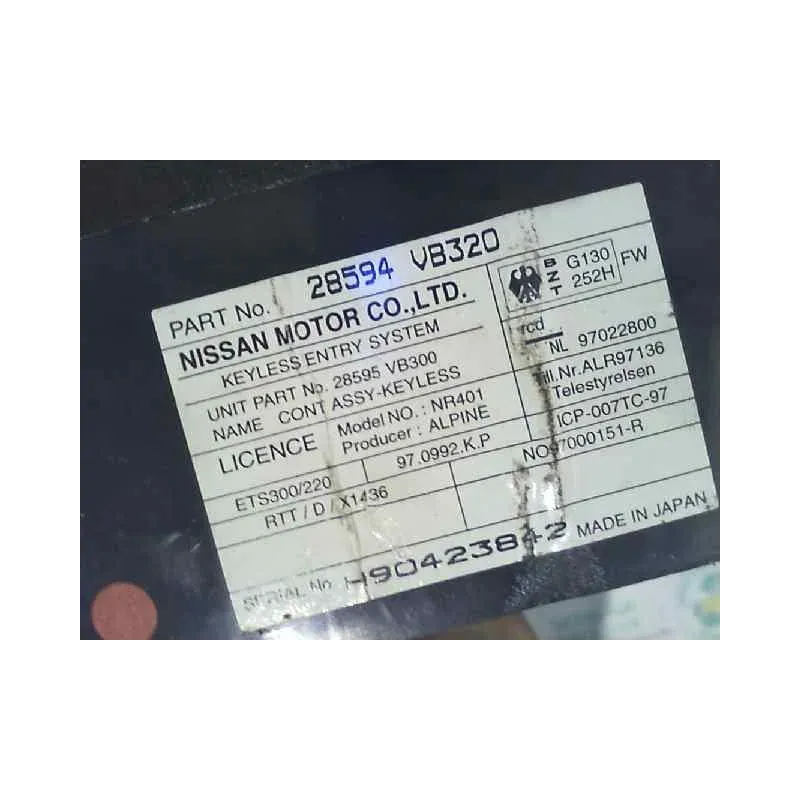 PART No. 28594 VB320
NISSAN MOTOR CO.,LTD.
KEYLESS ENTRY SYSTEM
UNIT PART No. 28595 VB300
NAME CONT ASSY-KEYLESS
LICENCE
Model NO. : NR401
Producer : ALPINE
ETS300/220
97.0992.K.P
RTT / D / X1436
SERIAL No. H90423842
BZT
G130
252H
FW
rcd
NL 97022800
Till.Nr.ALR97136
Telestyrelsen
ICP-007TC-97
NO97000151-R
MADE IN JAPAN